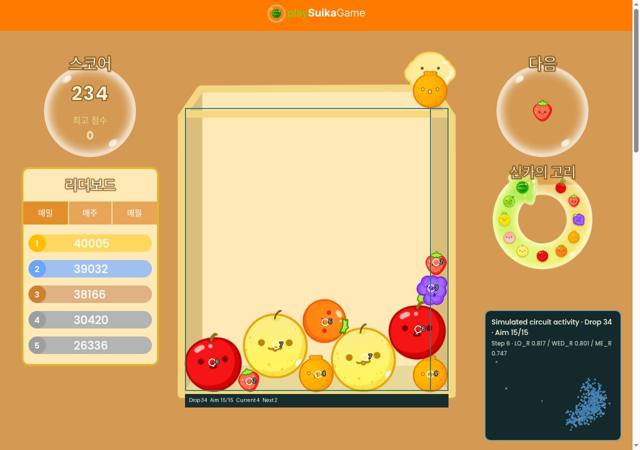 playSuikaGame
스코어
234
최고 점수
0
리더보드
매일
매주
매월
1 40005
2 39032
3 38166
4 30420
5 26336
다음
신카의 고리
Simulated circuit activity · Drop 34
· Aim 15/15
Step 6 · LO_R 0.817 / WED_R 0.801 / ME_R
0.747
Drop 34 Aim 15/15 Current 4 Next 2